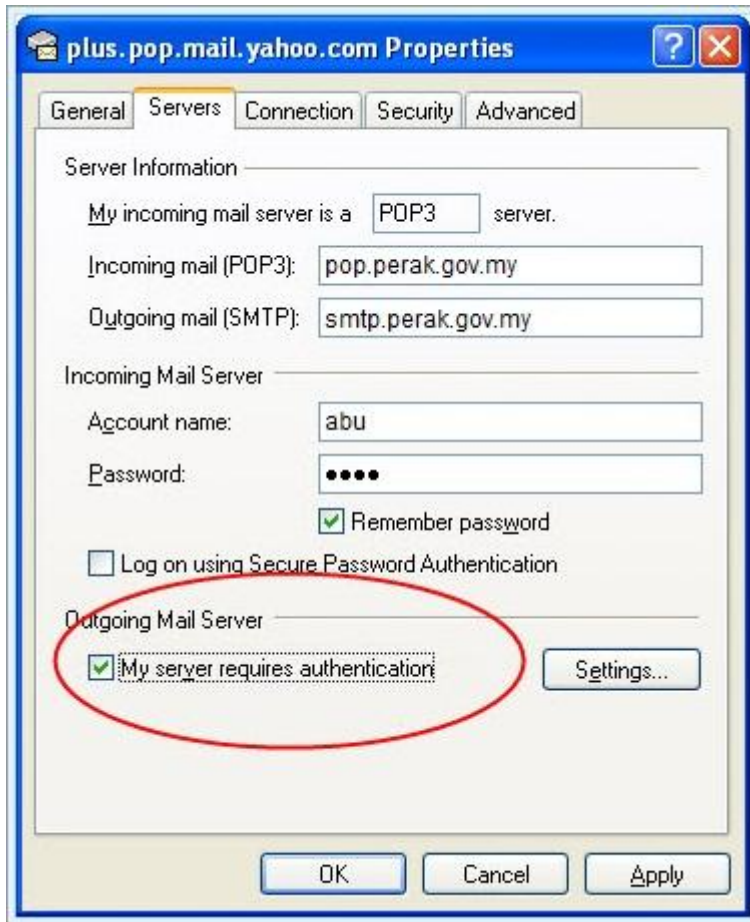 plus.pop.mail.yahoo.com Properties
General Servers Connection Security Advanced
Server Information
My incoming mail server is a POP3 server.
Incoming mail (POP3): pop.perak.gov.my
Outgoing mail (SMTP): smtp.perak.gov.my
Incoming Mail Server
Account name: abu
Password: ••••
Remember password
Log on using Secure Password Authentication
Outgoing Mail Server
My server requires authentication Settings...
OK Cancel Apply